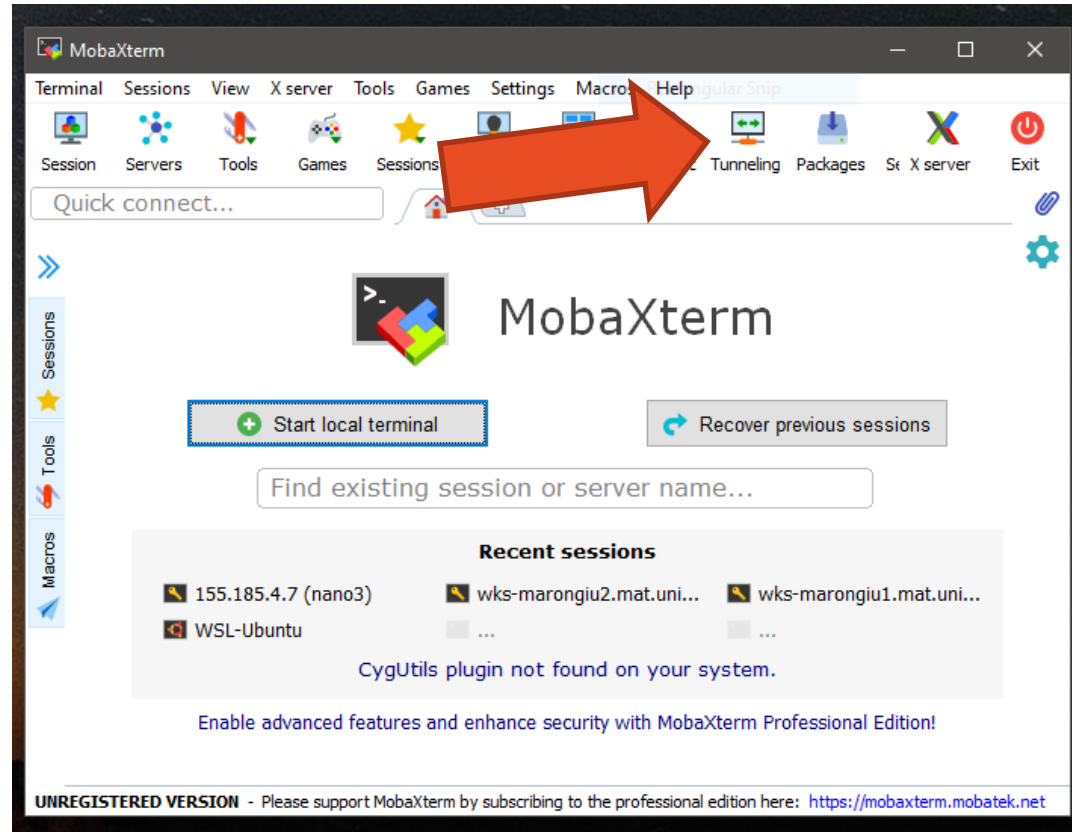 MobaXterm
Terminal Sessions View X server Tools Games Settings Macros Help
Rectangular Snip
Session Servers Tools Games Sessions Tunneling Packages X server Exit
Quick connect...
Sessions
Tools
Macros
MobaXterm
Start local terminal
Recover previous sessions
Find existing session or server name...
Recent sessions
155.185.4.7 (nano3) wks-marongiu2.mat.uni... wks-marongiu1.mat.uni...
WSL-Ubuntu ... ...
CygUtils plugin not found on your system.
Enable advanced features and enhance security with MobaXterm Professional Edition!
UNREGISTERED VERSION - Please support MobaXterm by subscribing to the professional edition here: https://mobaxterm.mobatek.net